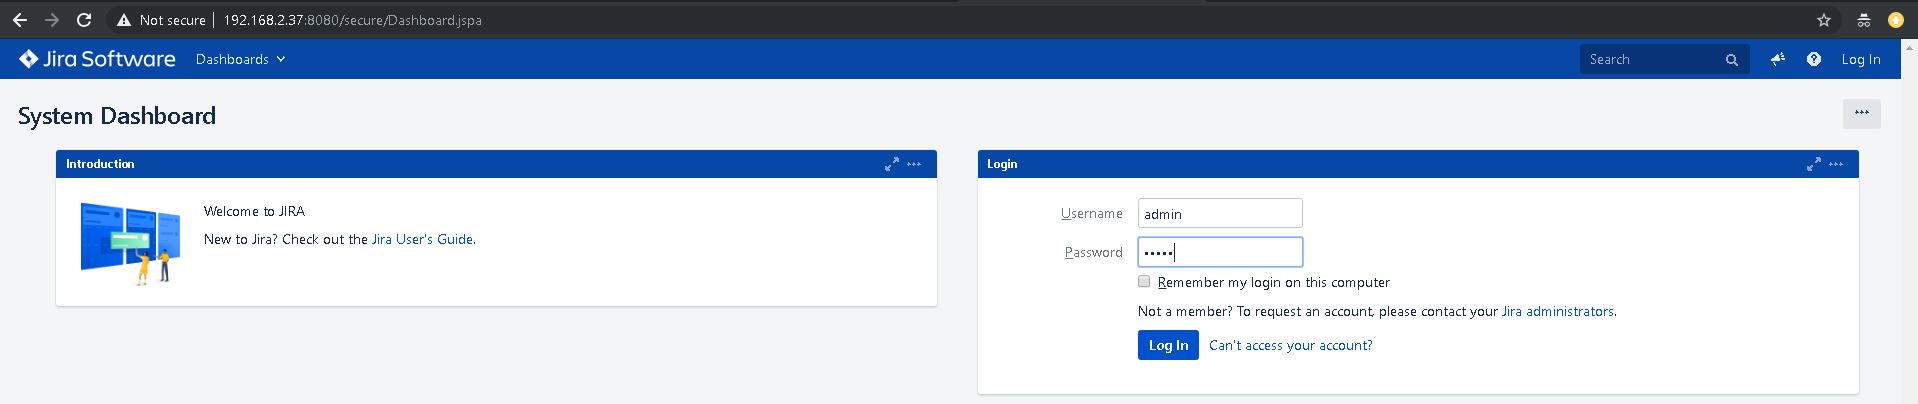 Not secure | 192.168.2.37:8080/secure/Dashboard.jspa
Jira Software Dashboards Search Log In
System Dashboard
Introduction
Welcome to JIRA
New to Jira? Check out the Jira User's Guide.
Login
Username admin
Password •••••
Remember my login on this computer
Not a member? To request an account, please contact your Jira administrators.
Log In Can't access your account?